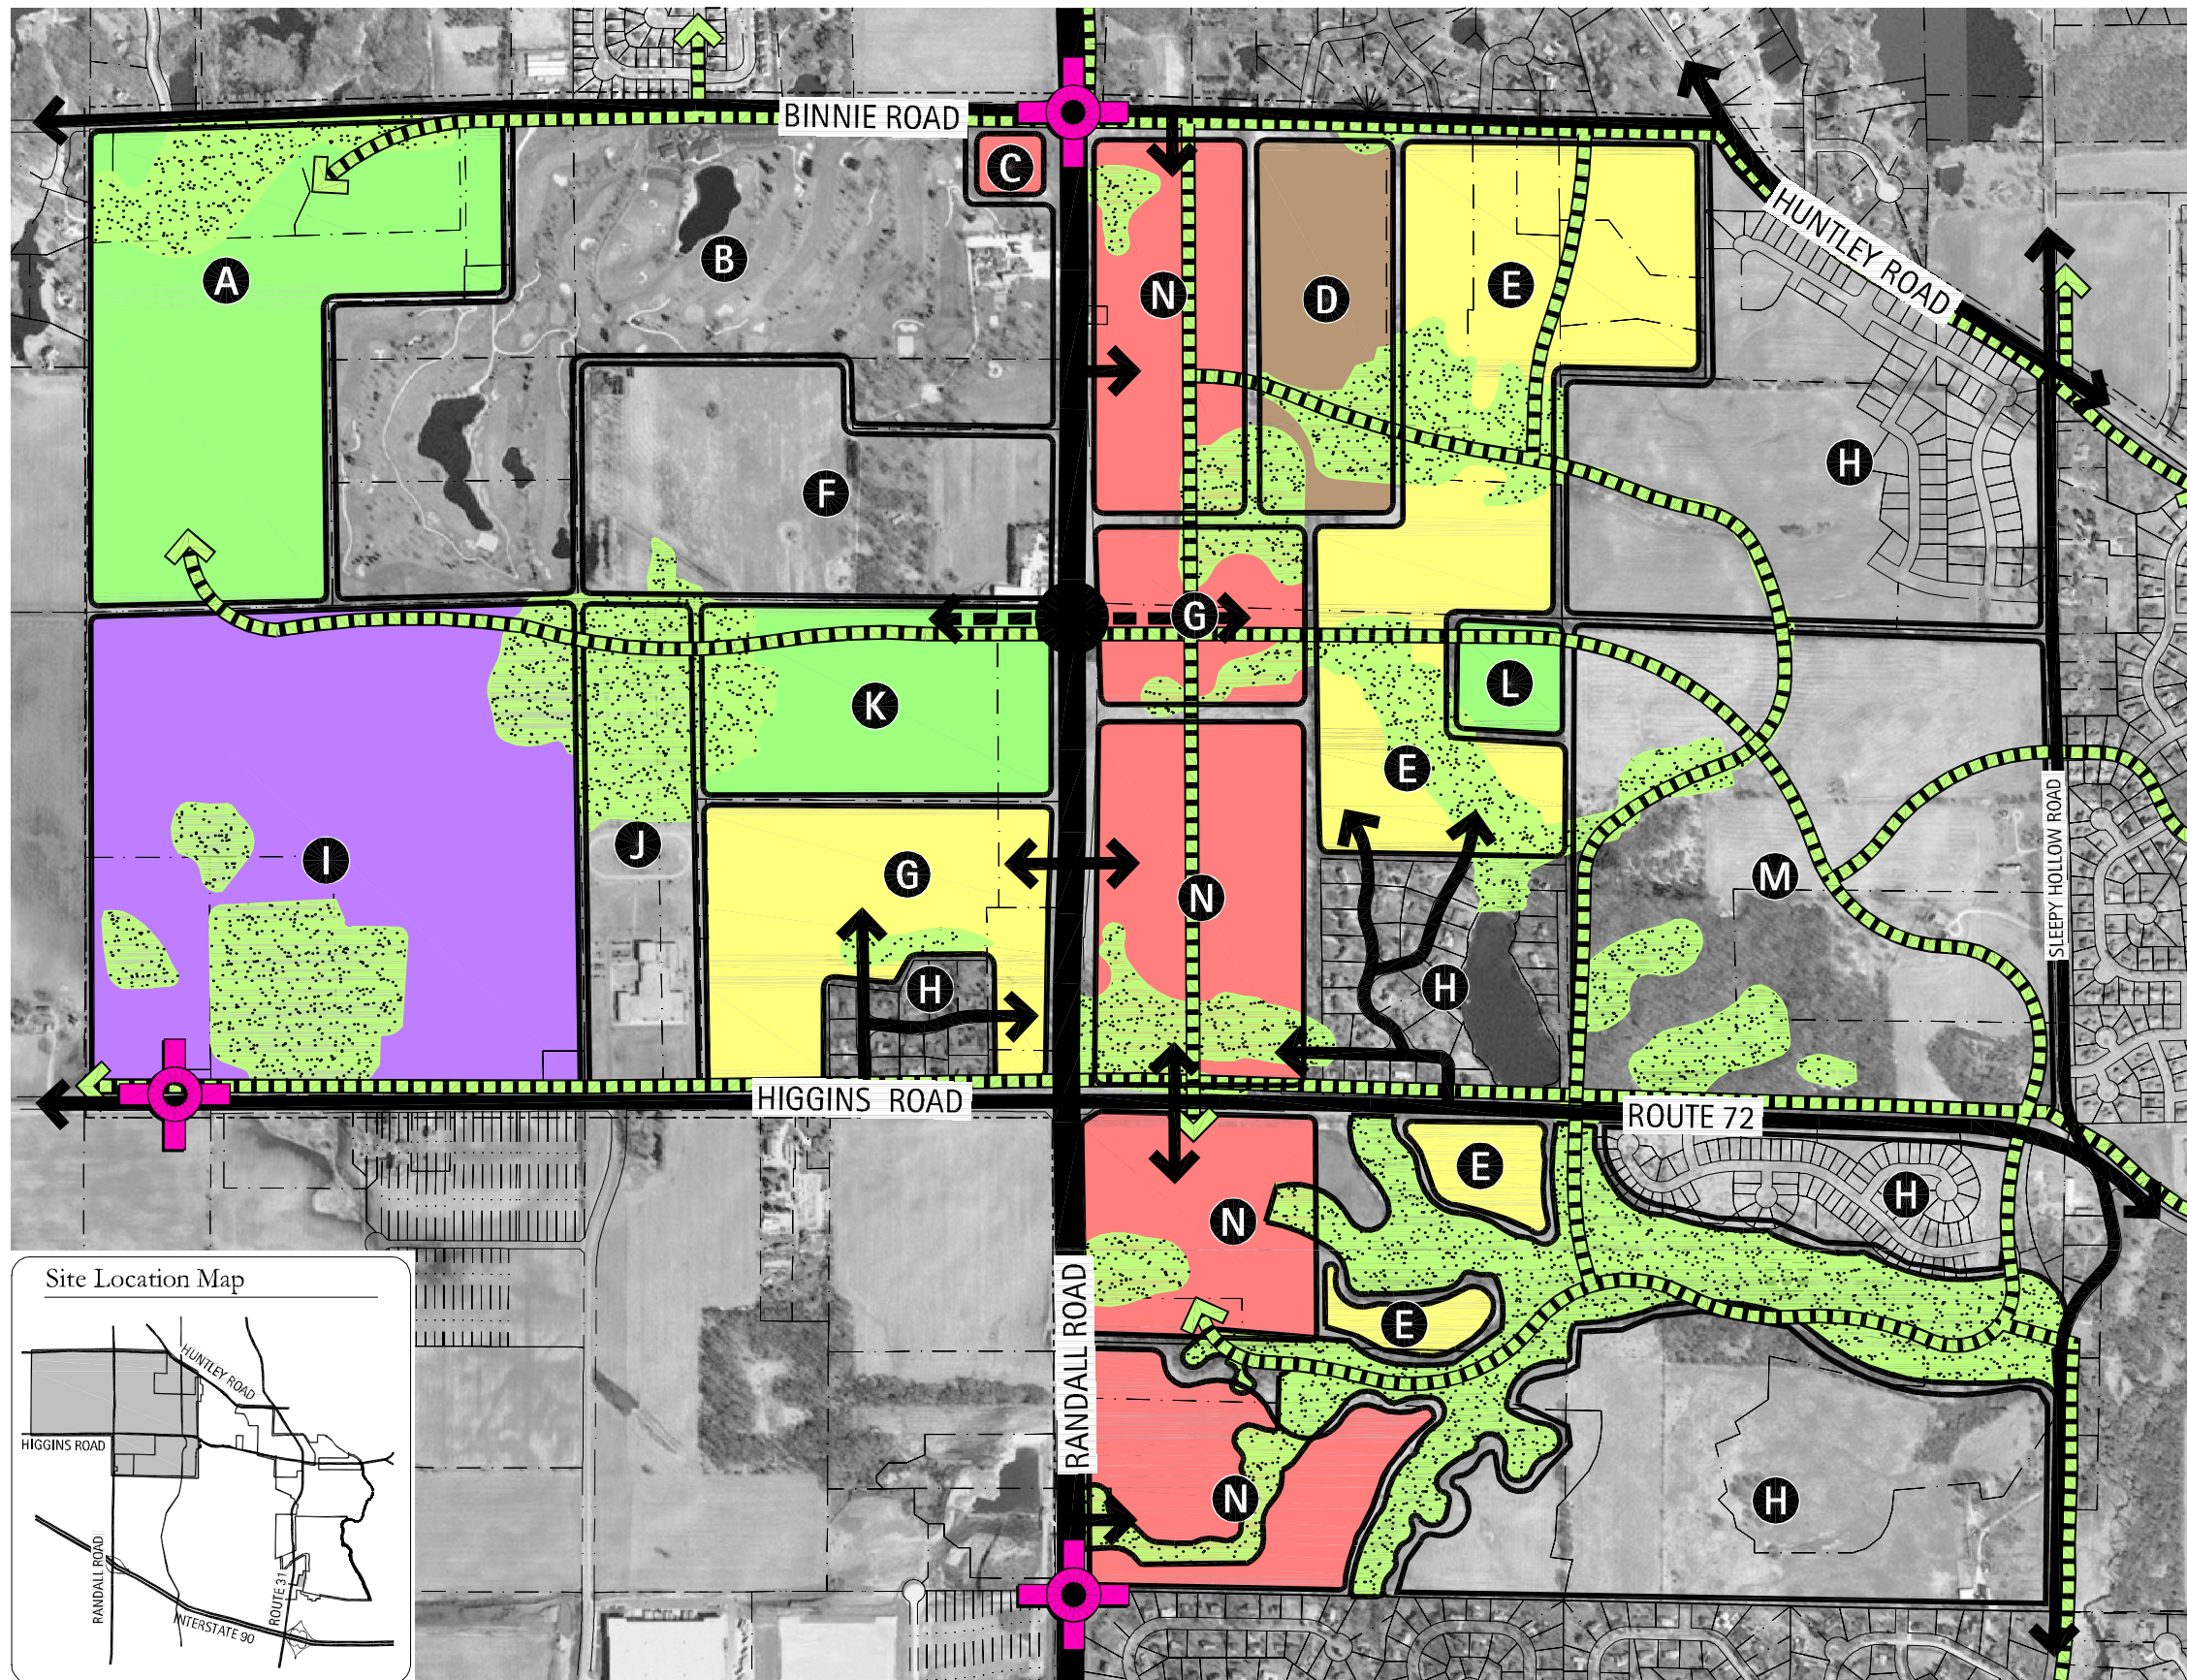 BINNIE ROAD
C
HUNTLEY ROAD
A
B
N
D
E
F
H
G
L
K
E
SLEEPY HOLLOW ROAD
I
J
G
N
M
H
H
HIGGINS ROAD
ROUTE 72
E
H
N
RANDALL ROAD
E
N
H
Site Location Map
HUNTLEY ROAD
HIGGINS ROAD
RANDALL ROAD
ROUTE 31
INTERSTATE 90